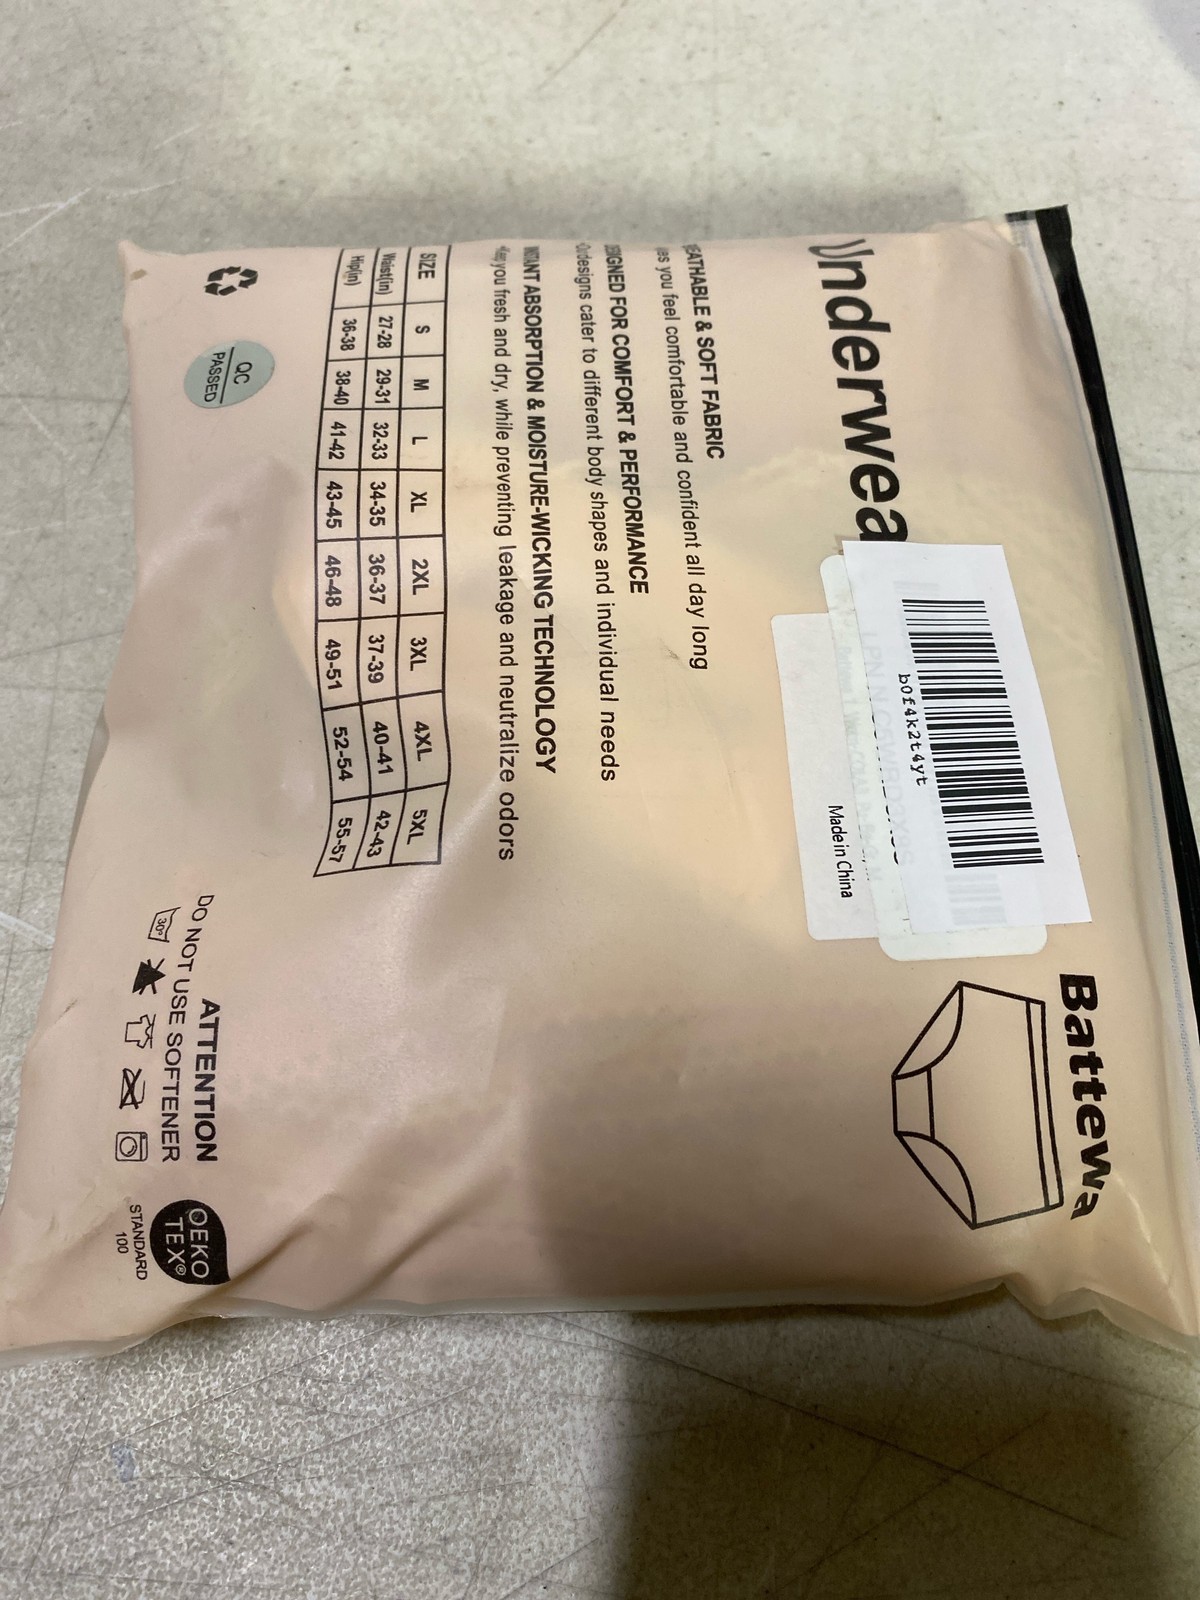 Underwea
Battewa
b0f4k2t4yt
Made in China
EATHABLE & SOFT FABRIC
es you feel comfortable and confident all day long
ESIGNED FOR COMFORT & PERFORMANCE
designs cater to different body shapes and individual needs
INSTANT ABSORPTION & MOISTURE-WICKING TECHNOLOGY
you fresh and dry, while preventing leakage and neutralize odors
SIZE S M L XL 2XL 3XL 4XL 5XL
Waist(in) 27-28 29-31 32-33 34-35 36-37 37-39 40-41 42-43
Hip(in) 36-38 38-40 41-42 43-45 46-48 49-51 52-54 55-57
QC
PASSED
ATTENTION
DO NOT USE SOFTENER
30°
OEKO
TEX®
STANDARD
100